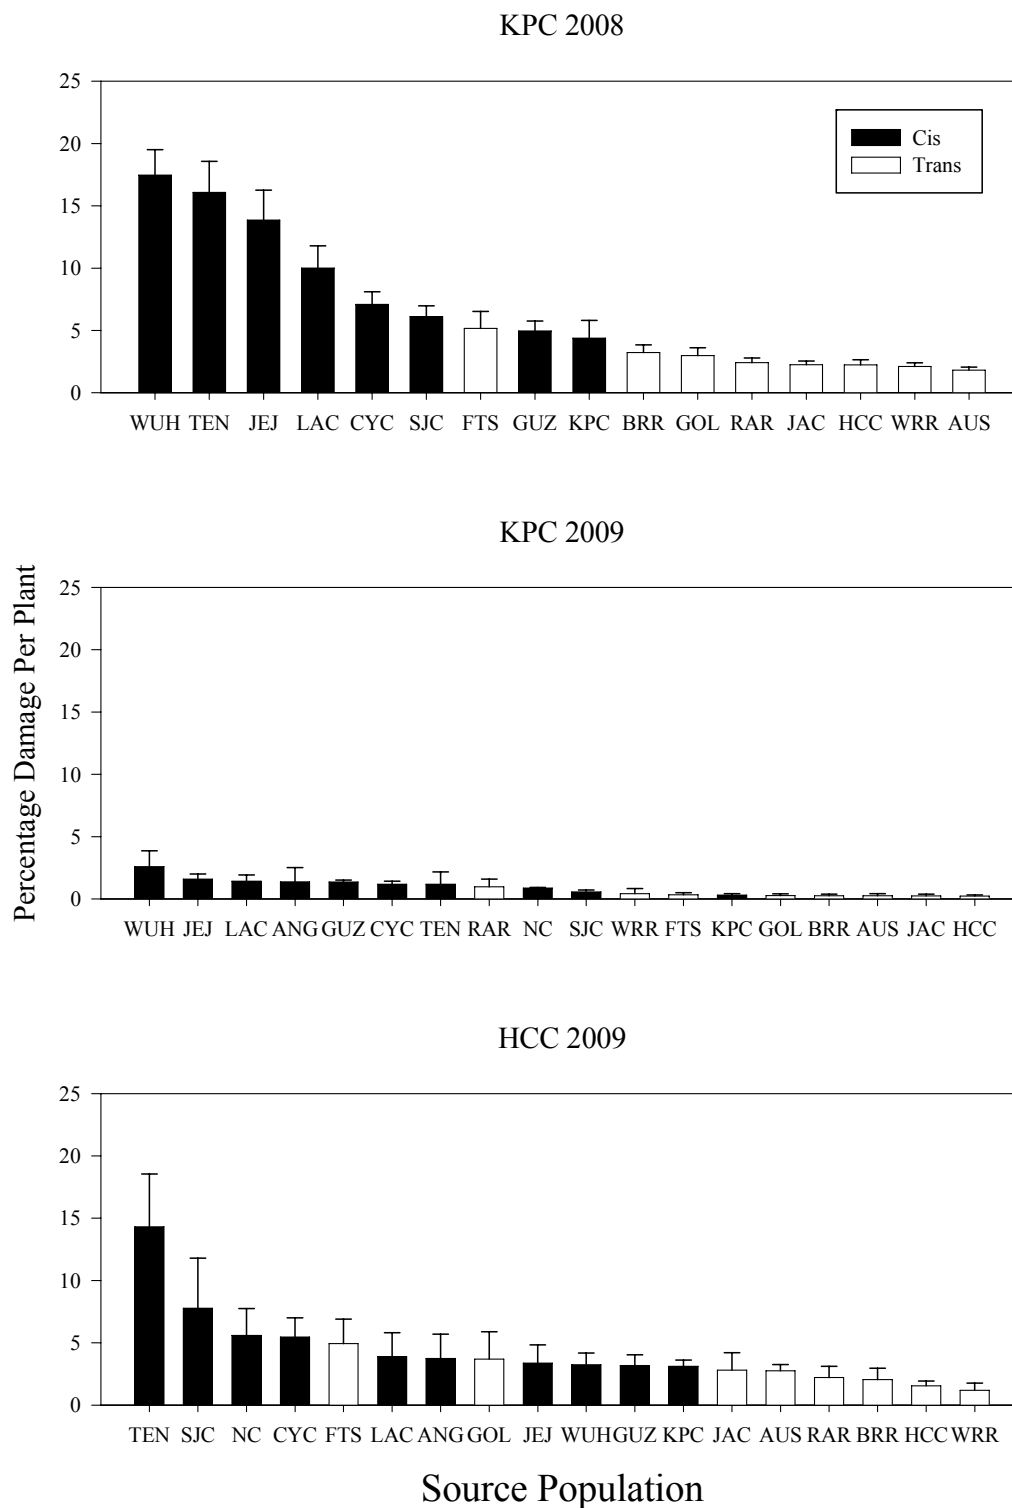 KPC 2008
25
20
15
10
5
0
Cis
Trans
WUH TEN JEJ LAC CYC SJC FTS GUZ KPC BRR GOL RAR JAC HCC WRR AUS
KPC 2009
Percentage Damage Per Plant
25
20
15
10
5
0
WUH JEJ LAC ANG GUZ CYC TEN RAR NC SJC WRR FTS KPC GOL BRR AUS JAC HCC
HCC 2009
25
20
15
10
5
0
TEN SJC NC CYC FTS LAC ANG GOL JEJ WUH GUZ KPC JAC AUS RAR BRR HCC WRR
Source Population